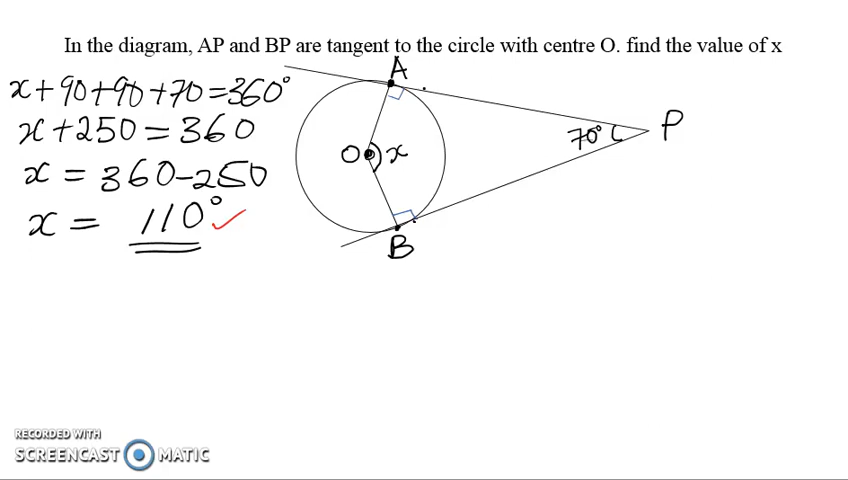 In the diagram, AP and BP are tangent to the circle with centre O. find the value of x
x + 90 + 90 + 70 = 360°
x + 250 = 360
x = 360 - 250
x = 110° ✓
A
70°
P
O x
B
RECORDED WITH
SCREENCAST MATIC